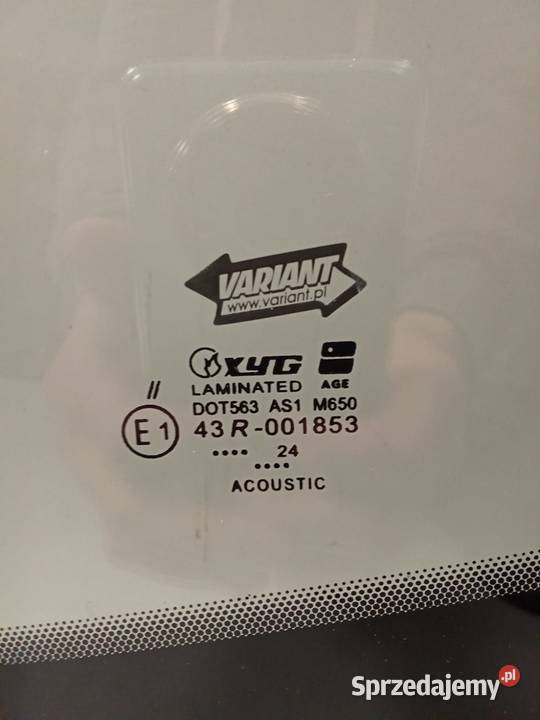 VARIANT
www.variant.pl
XYG
LAMINATED AGE
DOT563 AS1 M650
//
E1 43R-001853
•••• 24
••••
ACOUSTIC
Sprzedajemy.pl